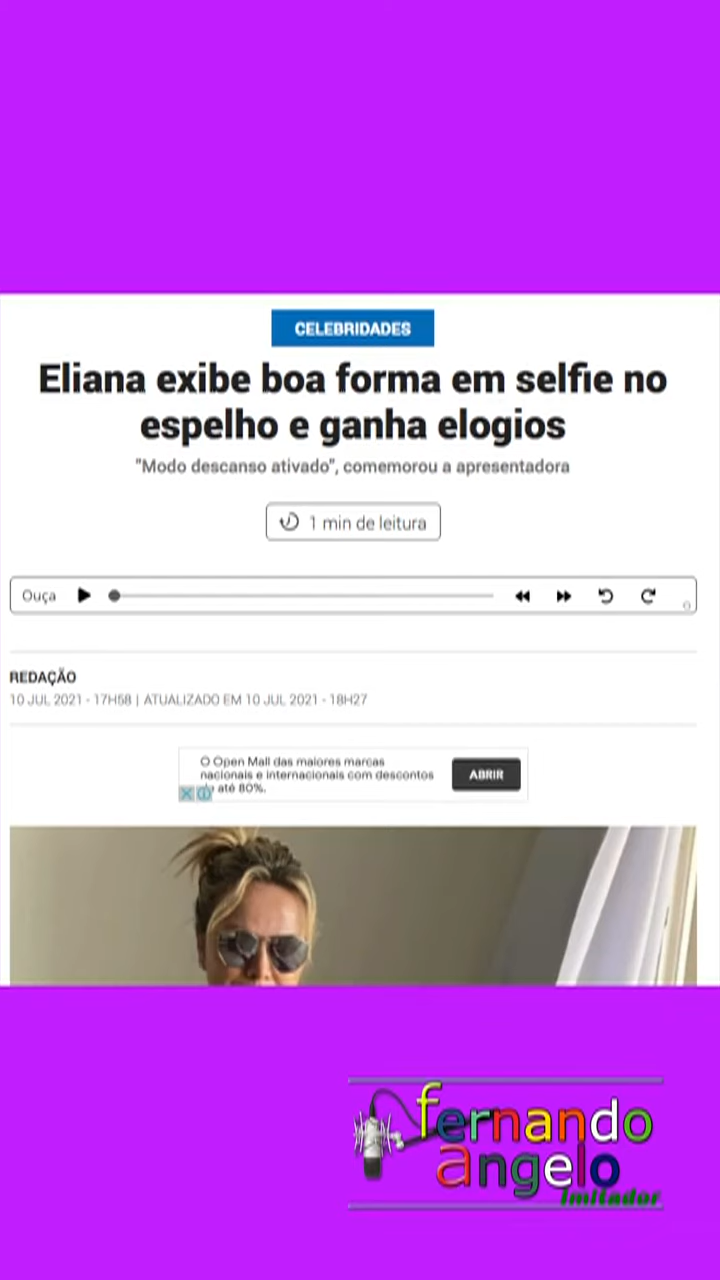 CELEBRIDADES
Eliana exibe boa forma em selfie no
espelho e ganha elogios
"Modo descanso ativado", comemorou a apresentadora
1 min de leitura
Ouça
REDAÇÃO
10 JUL 2021 - 17H58 | ATUALIZADO EM 10 JUL 2021 - 18H27
O Open Mall das maiores marcas
nacionais e internacionais com descontos
até 80%.
ABRIR
fernando
angelo
Imitador